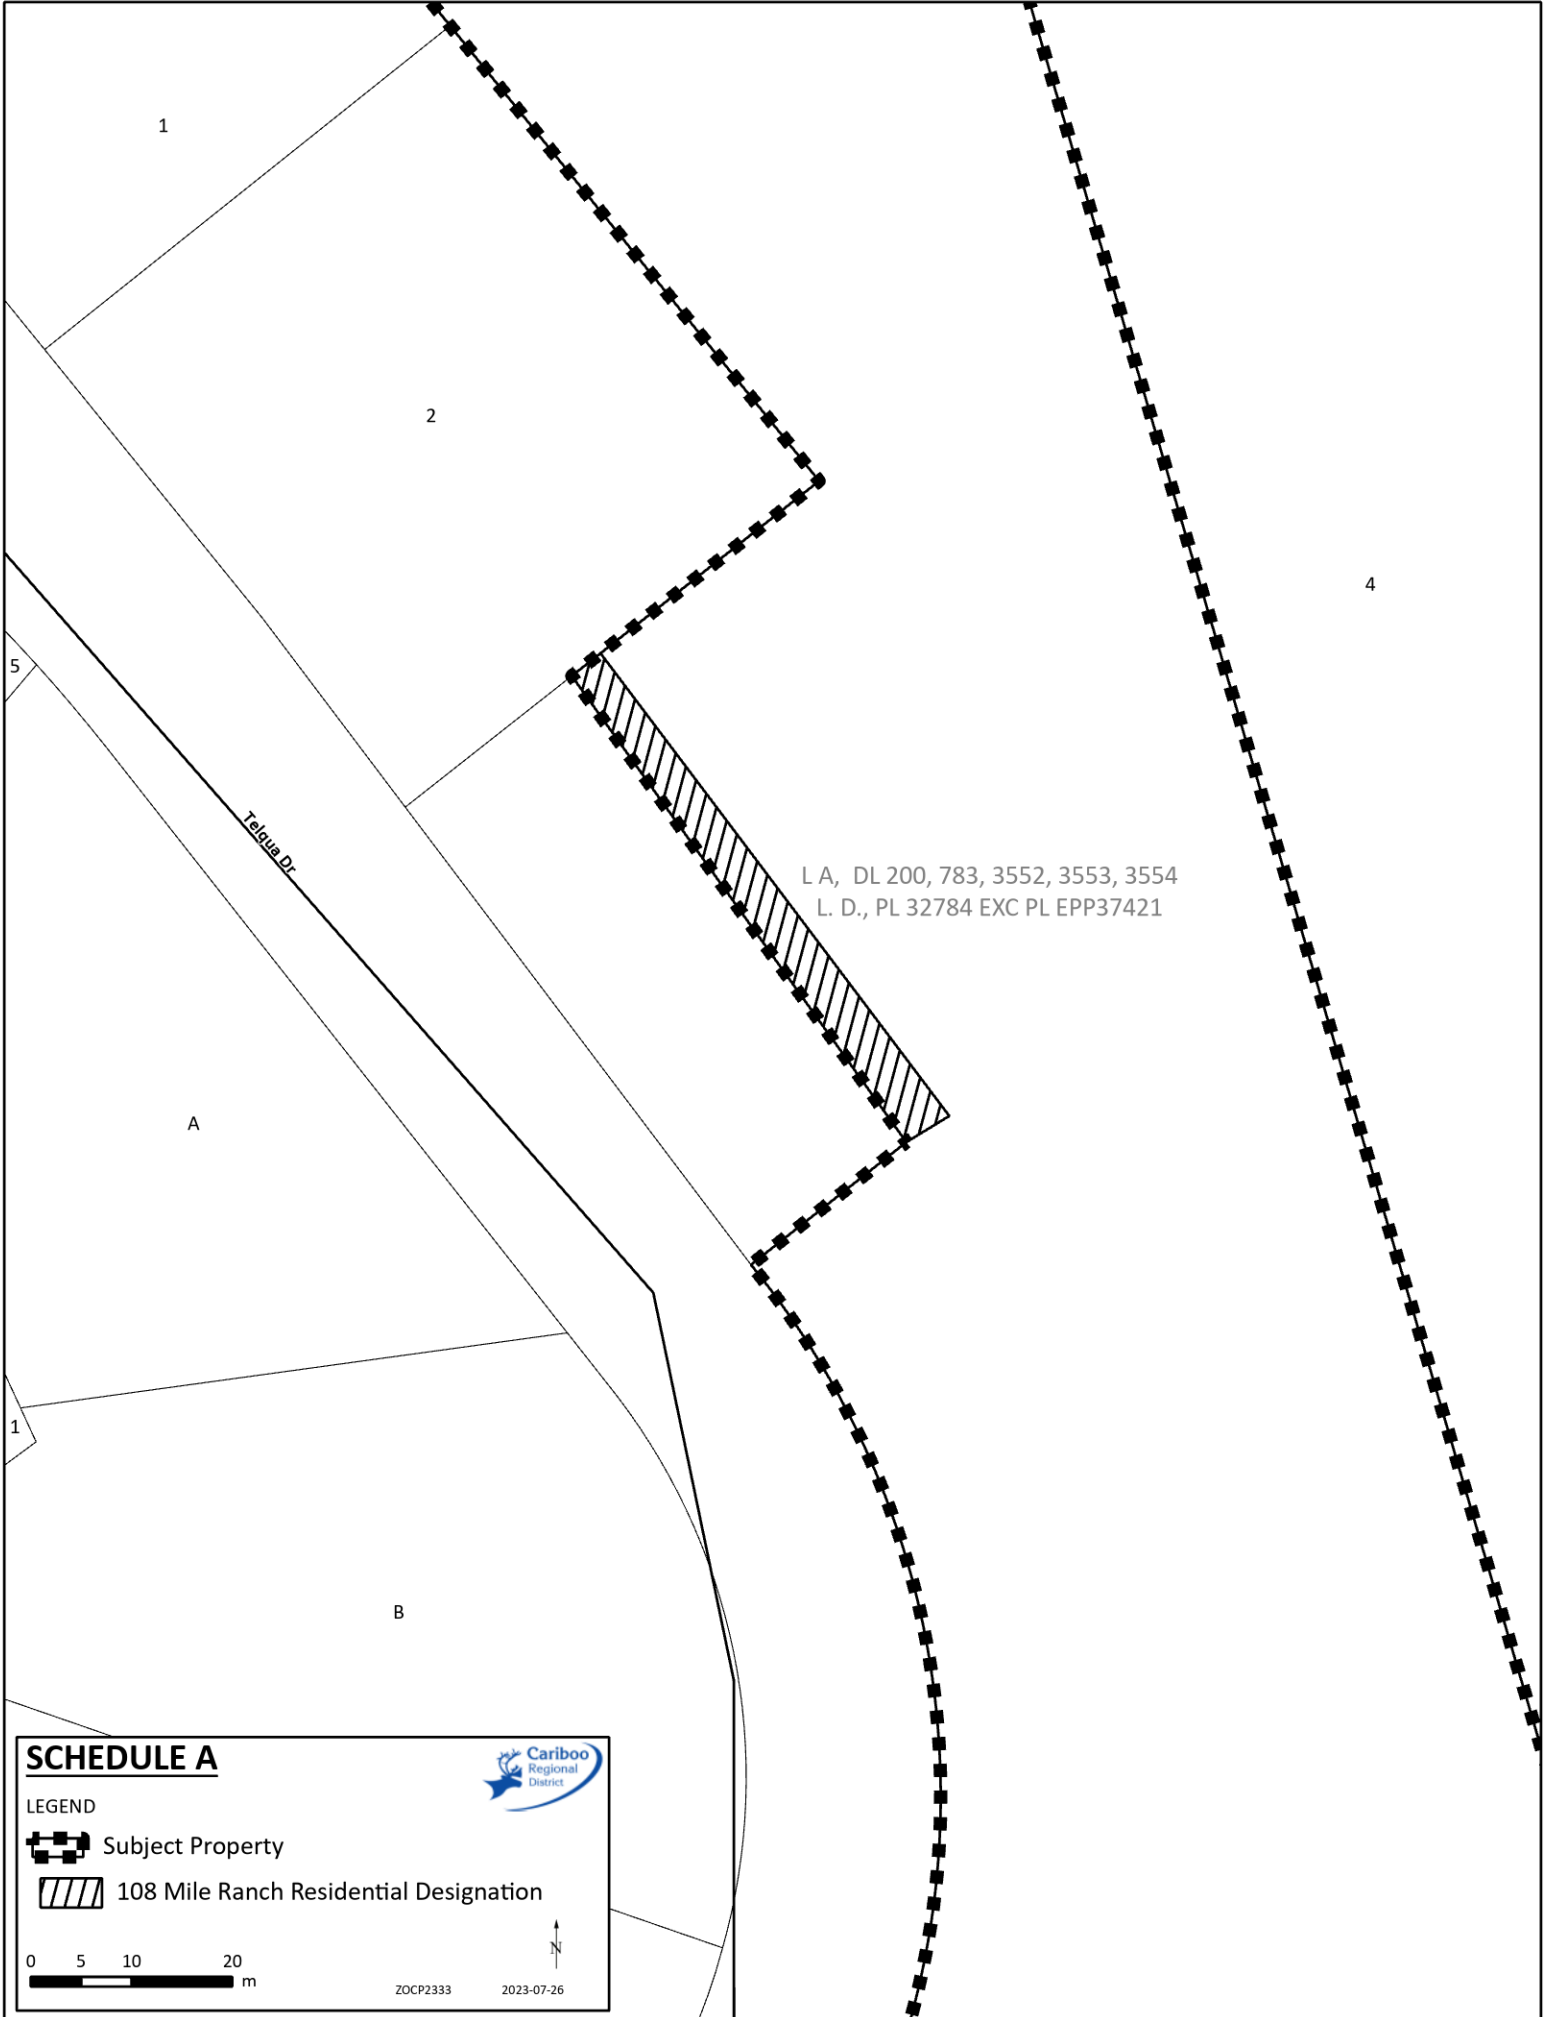 1
2
4
5
Telqua Dr
L A, DL 200, 783, 3552, 3553, 3554
L. D., PL 32784 EXC PL EPP37421
A
1
B
SCHEDULE A
Cariboo
Regional
District
LEGEND
Subject Property
108 Mile Ranch Residential Designation
N
0 5 10 20
m
ZOCP2333 2023-07-26